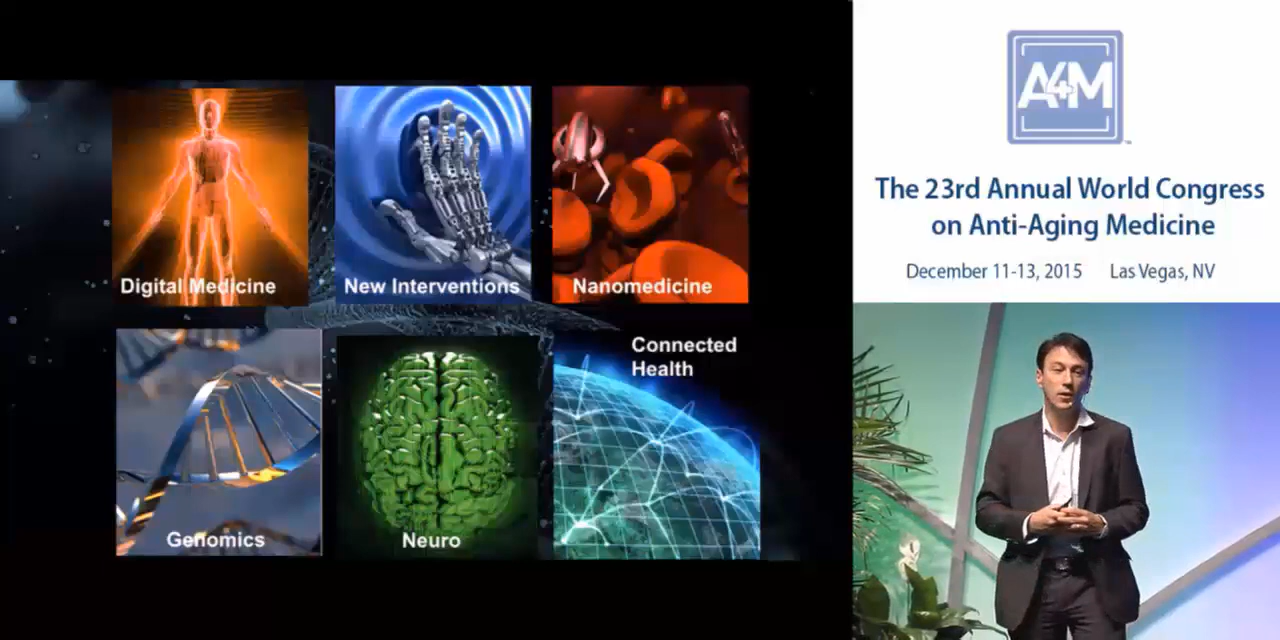 Digital Medicine
New Interventions
Nanomedicine
Genomics
Neuro
Connected
Health
A4M
The 23rd Annual World Congress
on Anti-Aging Medicine
December 11-13, 2015 Las Vegas, NV